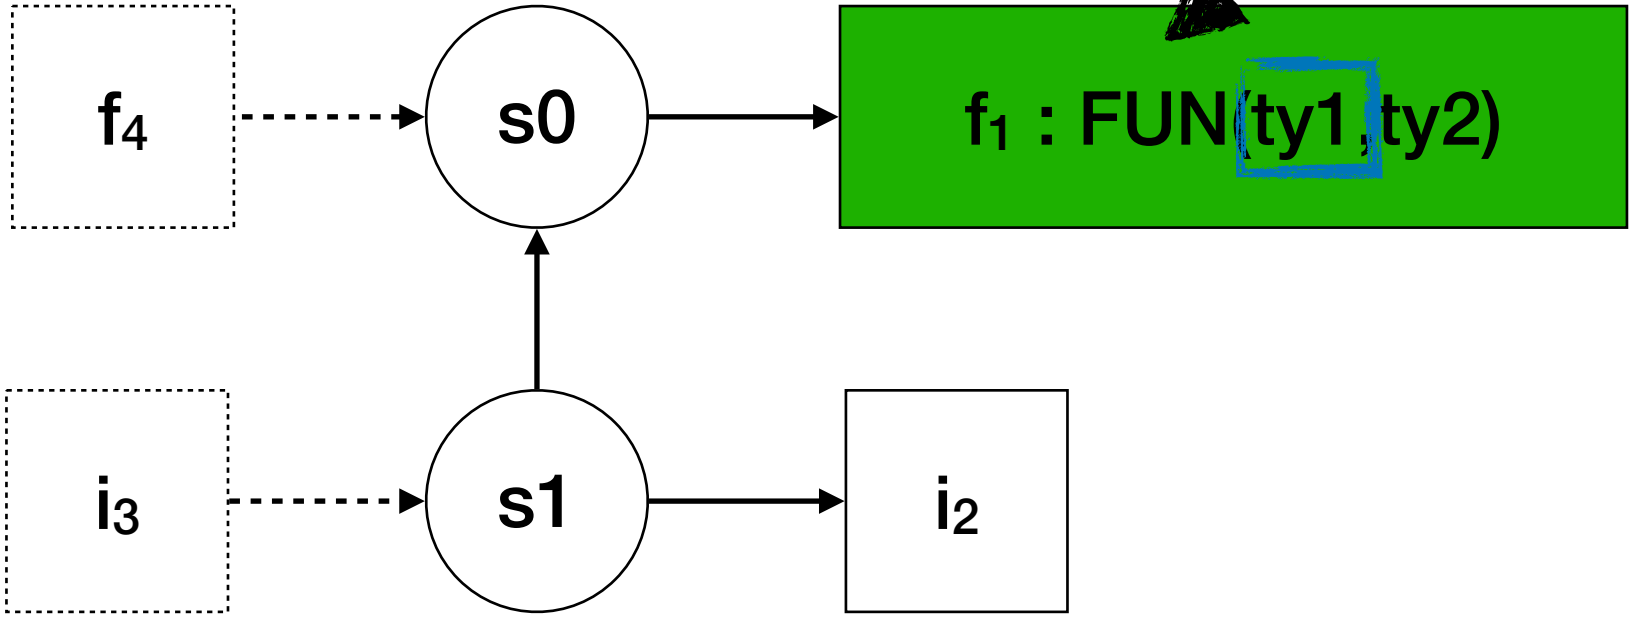 f₄
s0
f₁ : FUN(ty1,ty2)
i₃
s1
i₂